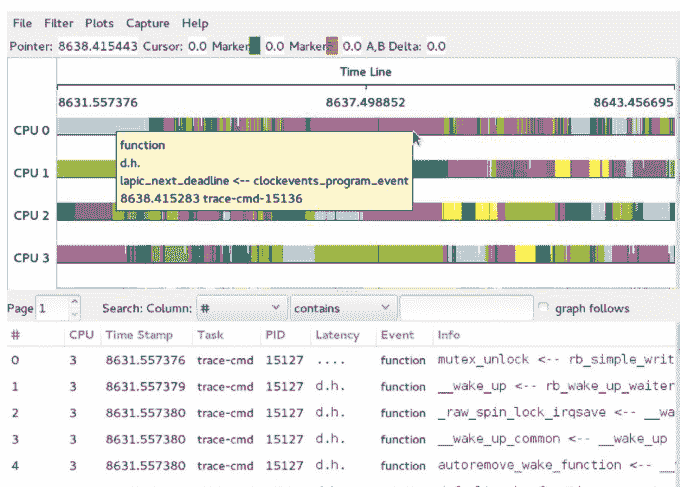 File Filter Plots Capture Help
Pointer: 8638.415443 Cursor: 0.0 Marker 0.0 Marker 0.0 A,B Delta: 0.0
Time Line
8631.557376 8637.498852 8643.456695
CPU 0
function
d.h.
CPU 1
lapic_next_deadline <-- clockevents_program_event
8638.415283 trace-cmd-15136
CPU 2
CPU 3
Page 1 Search: Column: # contains graph follows
# CPU Time Stamp Task PID Latency Event Info
0 3 8631.557376 trace-cmd 15127 .... function mutex_unlock <-- rb_simple_writ
1 3 8631.557379 trace-cmd 15127 d.h. function __wake_up <-- rb_wake_up_waiter
2 3 8631.557380 trace-cmd 15127 d.h. function _raw_spin_lock_irqsave <-- __wa
3 3 8631.557380 trace-cmd 15127 d.h. function __wake_up_common <-- __wake_up
4 3 8631.557380 trace-cmd 15127 d.h. function autoremove_wake_function <-- __